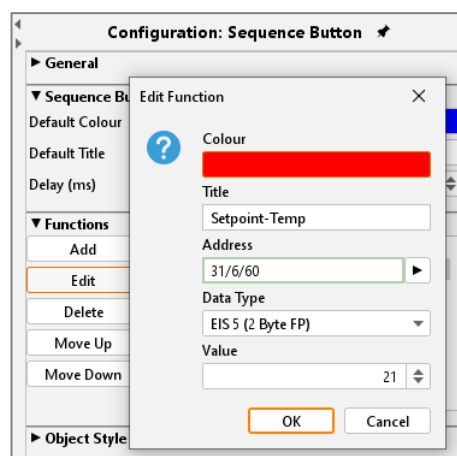 Configuration: Sequence Button
General
Sequence Bu
Edit Function
Default Colour
Colour
Default Title
Title
Delay (ms)
Setpoint-Temp
Functions
Address
Add
31/6/60
Edit
Data Type
Delete
EIS 5 (2 Byte FP)
Move Up
Value
Move Down
21
OK Cancel
Object Style